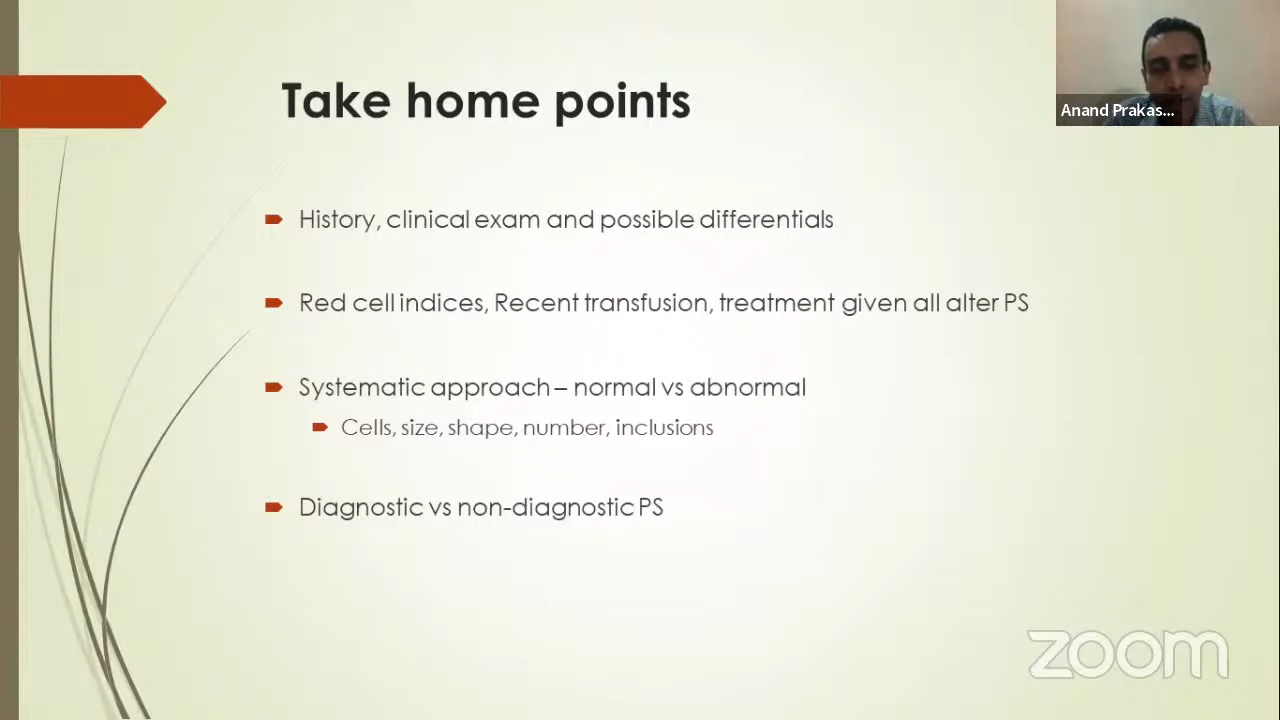 Take home points
Anand Prakas...
History, clinical exam and possible differentials
Red cell indices, Recent transfusion, treatment given all alter PS
Systematic approach – normal vs abnormal
Cells, size, shape, number, inclusions
Diagnostic vs non-diagnostic PS
zoom